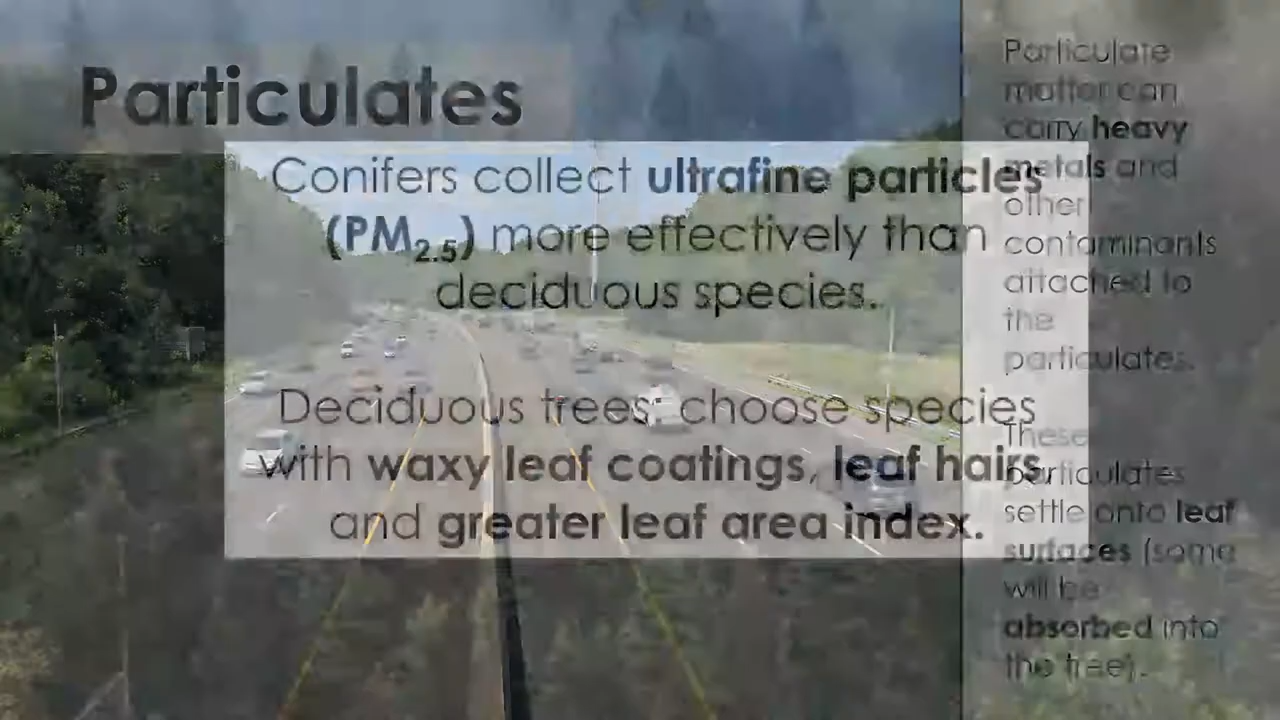 Particulates
Conifers collect ultrafine particles
(PM2.5) more effectively than
deciduous species.
Deciduous trees, choose species
with waxy leaf coatings, leaf hairs,
and greater leaf area index.
Particulate
matter can
carry heavy
metals and
other
contaminants
attached to
the
particulates.
These
particulates
settle onto leaf
surfaces (some
will be
absorbed into
the tree).